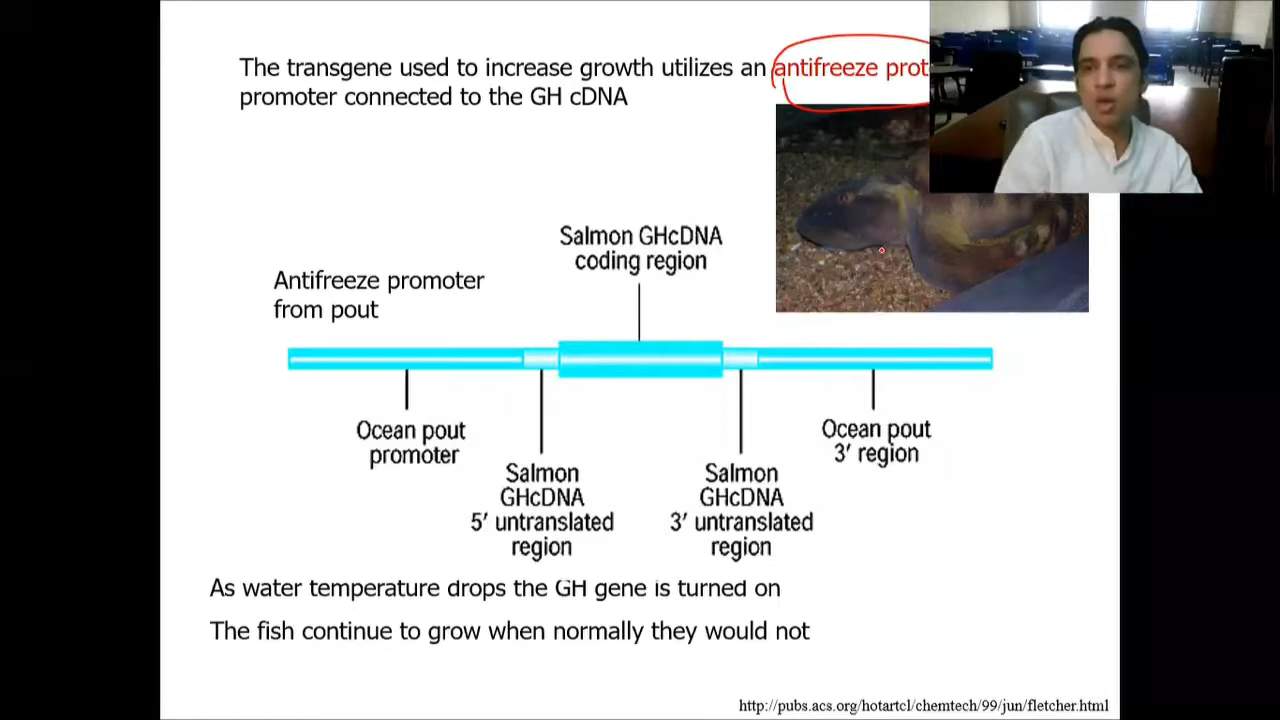 The transgene used to increase growth utilizes an antifreeze prot
promoter connected to the GH cDNA
Salmon GHcDNA
coding region
Antifreeze promoter
from pout
Ocean pout
promoter
Salmon
GHcDNA
5′ untranslated
region
Salmon
GHcDNA
3′ untranslated
region
Ocean pout
3′ region
As water temperature drops the GH gene is turned on
The fish continue to grow when normally they would not
http://pubs.acs.org/hotartcl/chemtech/99/jun/fletcher.html